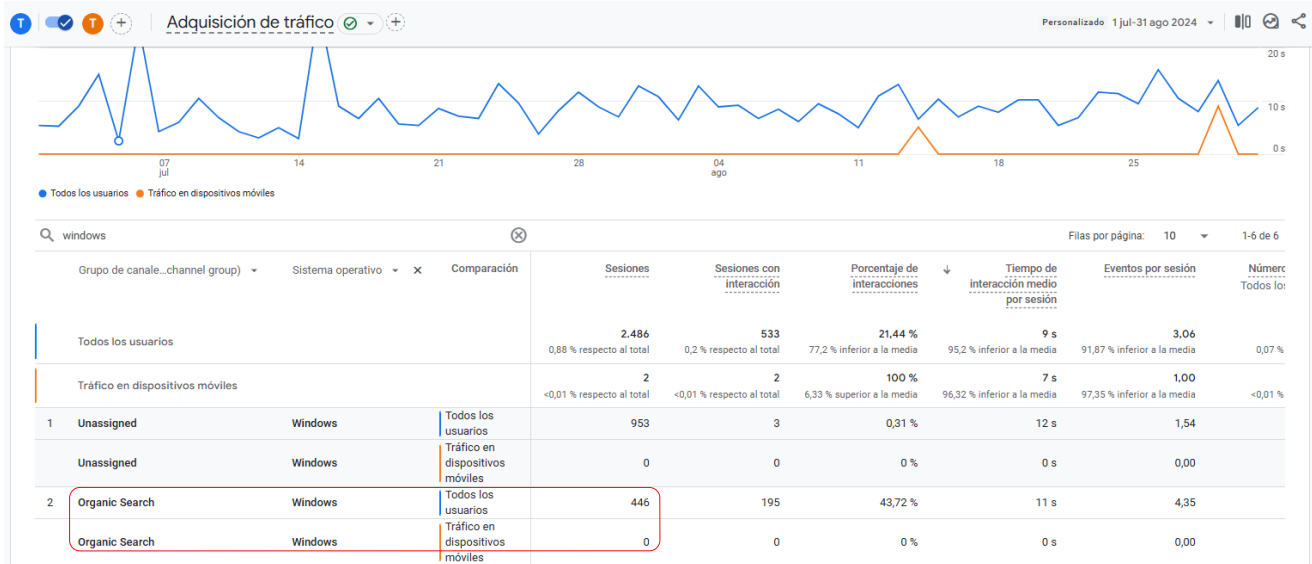 T T Adquisición de tráfico Personalizado 1 jul-31 ago 2024
20 s
10 s
0 s
07 14 21 28 04 11 18 25
jul ago
Todos los usuarios Tráfico en dispositivos móviles
windows Filas por página: 10 1-6 de 6
Grupo de canale...channel group) Sistema operativo Comparación Sesiones Sesiones con Porcentaje de Tiempo de Eventos por sesión Número
interacción interacciones interacción medio Todos los
por sesión
Todos los usuarios 2.486 533 21,44 % 9 s 3,06
0,88 % respecto al total 0,2 % respecto al total 77,2 % inferior a la media 95,2 % inferior a la media 91,87 % inferior a la media 0,07 %
Tráfico en dispositivos móviles 2 2 100 % 7 s 1,00
<0,01 % respecto al total <0,01 % respecto al total 6,33 % superior a la media 96,32 % inferior a la media 97,35 % inferior a la media <0,01 %
1 Unassigned Windows Todos los 953 3 0,31 % 12 s 1,54
usuarios
Unassigned Windows Tráfico en 0 0 0 % 0 s 0,00
dispositivos
móviles
2 Organic Search Windows Todos los 446 195 43,72 % 11 s 4,35
usuarios
Organic Search Windows Tráfico en 0 0 0 % 0 s 0,00
dispositivos
móviles